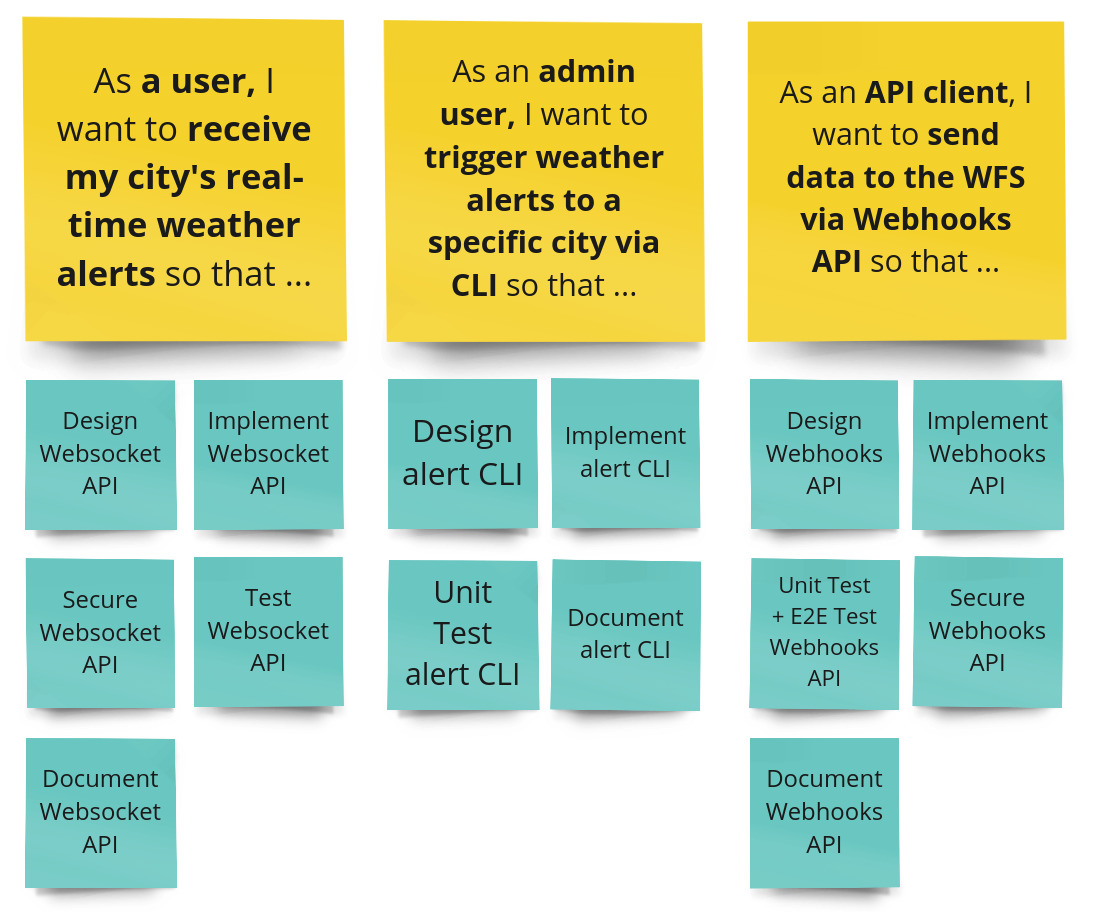 As a user, I
want to receive
my city's real-
time weather
alerts so that ...
As an admin
user, I want to
trigger weather
alerts to a
specific city via
CLI so that ...
As an API client, I
want to send
data to the WFS
via Webhooks
API so that ...
Design
Websocket
API
Implement
Websocket
API
Design
alert CLI
Implement
alert CLI
Design
Webhooks
API
Implement
Webhooks
API
Secure
Websocket
API
Test
Websocket
API
Unit
Test
alert CLI
Document
alert CLI
Unit Test
+ E2E Test
Webhooks
API
Secure
Webhooks
API
Document
Websocket
API
Document
Webhooks
API